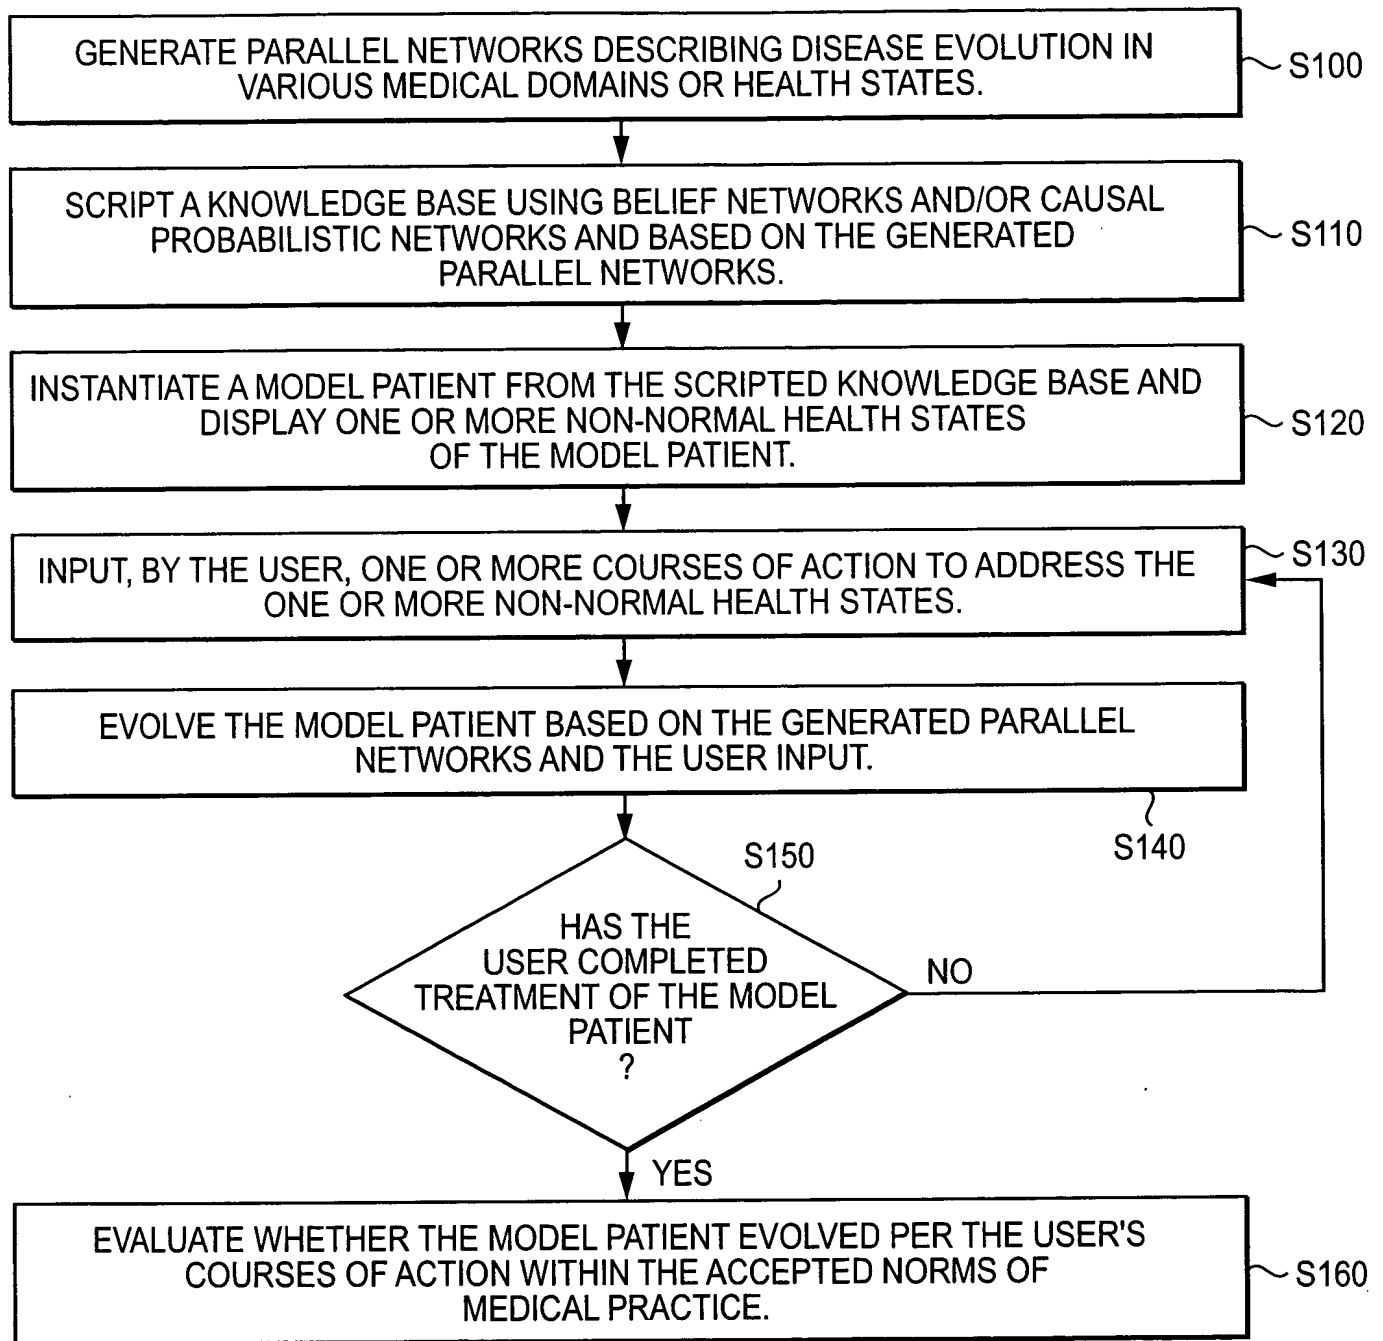 GENERATE PARALLEL NETWORKS DESCRIBING DISEASE EVOLUTION IN
VARIOUS MEDICAL DOMAINS OR HEALTH STATES.
S100
SCRIPT A KNOWLEDGE BASE USING BELIEF NETWORKS AND/OR CAUSAL
PROBABILISTIC NETWORKS AND BASED ON THE GENERATED
PARALLEL NETWORKS.
S110
INSTANTIATE A MODEL PATIENT FROM THE SCRIPTED KNOWLEDGE BASE AND
DISPLAY ONE OR MORE NON-NORMAL HEALTH STATES
OF THE MODEL PATIENT.
S120
INPUT, BY THE USER, ONE OR MORE COURSES OF ACTION TO ADDRESS THE
ONE OR MORE NON-NORMAL HEALTH STATES.
S130
EVOLVE THE MODEL PATIENT BASED ON THE GENERATED PARALLEL
NETWORKS AND THE USER INPUT.
S140
S150
HAS THE
USER COMPLETED
TREATMENT OF THE MODEL
PATIENT
?
NO
YES
EVALUATE WHETHER THE MODEL PATIENT EVOLVED PER THE USER'S
COURSES OF ACTION WITHIN THE ACCEPTED NORMS OF
MEDICAL PRACTICE.
S160